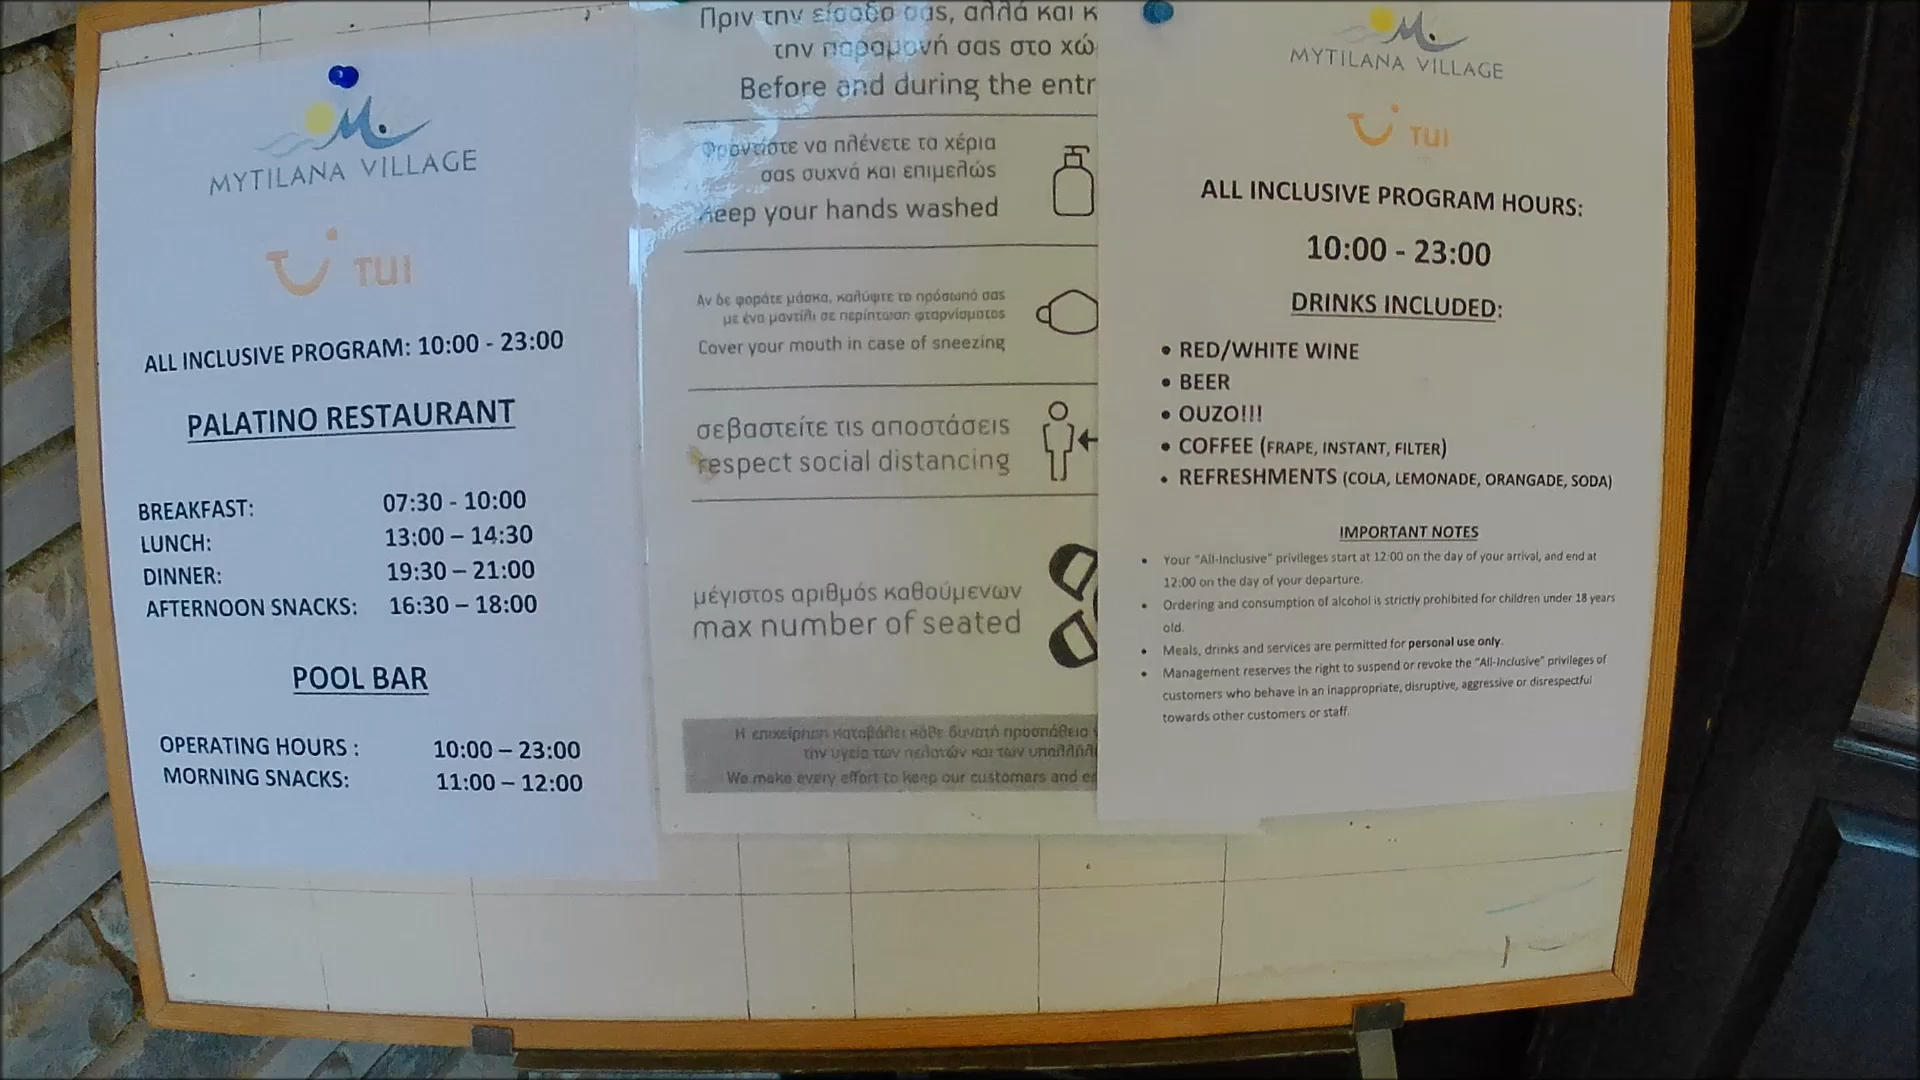 MYTILANA VILLAGE
TUI
ALL INCLUSIVE PROGRAM: 10:00 - 23:00
PALATINO RESTAURANT
BREAKFAST: 07:30 - 10:00
LUNCH: 13:00 – 14:30
DINNER: 19:30 – 21:00
AFTERNOON SNACKS: 16:30 – 18:00
POOL BAR
OPERATING HOURS : 10:00 – 23:00
MORNING SNACKS: 11:00 – 12:00
Πριν την είσοδο σας, αλλά και κ
την παραμονή σας στο χώ
Before and during the entr
Φροντίστε να πλένετε τα χέρια
σας συχνά και επιμελώς
keep your hands washed
Αν δε φοράτε μάσκα, καλύψτε το πρόσωπό σας
με ένα μαντίλι σε περίπτωση φταρνίσματος
Cover your mouth in case of sneezing
σεβαστείτε τις αποστάσεις
respect social distancing
μέγιστος αριθμός καθούμενων
max number of seated
Η επιχείρηση καταβάλει κάθε δυνατή προσπάθεια
την υγεία των πελατών και των υπαλλήλ
We make every effort to keep our customers and e
MYTILANA VILLAGE
TUI
ALL INCLUSIVE PROGRAM HOURS:
10:00 - 23:00
DRINKS INCLUDED:
• RED/WHITE WINE
• BEER
• OUZO!!!
• COFFEE (FRAPE, INSTANT, FILTER)
• REFRESHMENTS (COLA, LEMONADE, ORANGADE, SODA)
IMPORTANT NOTES
• Your "All-Inclusive" privileges start at 12:00 on the day of your arrival, and end at
12:00 on the day of your departure.
• Ordering and consumption of alcohol is strictly prohibited for children under 18 years
old.
• Meals, drinks and services are permitted for personal use only.
• Management reserves the right to suspend or revoke the "All-Inclusive" privileges of
customers who behave in an inappropriate, disruptive, aggressive or disrespectful
towards other customers or staff.